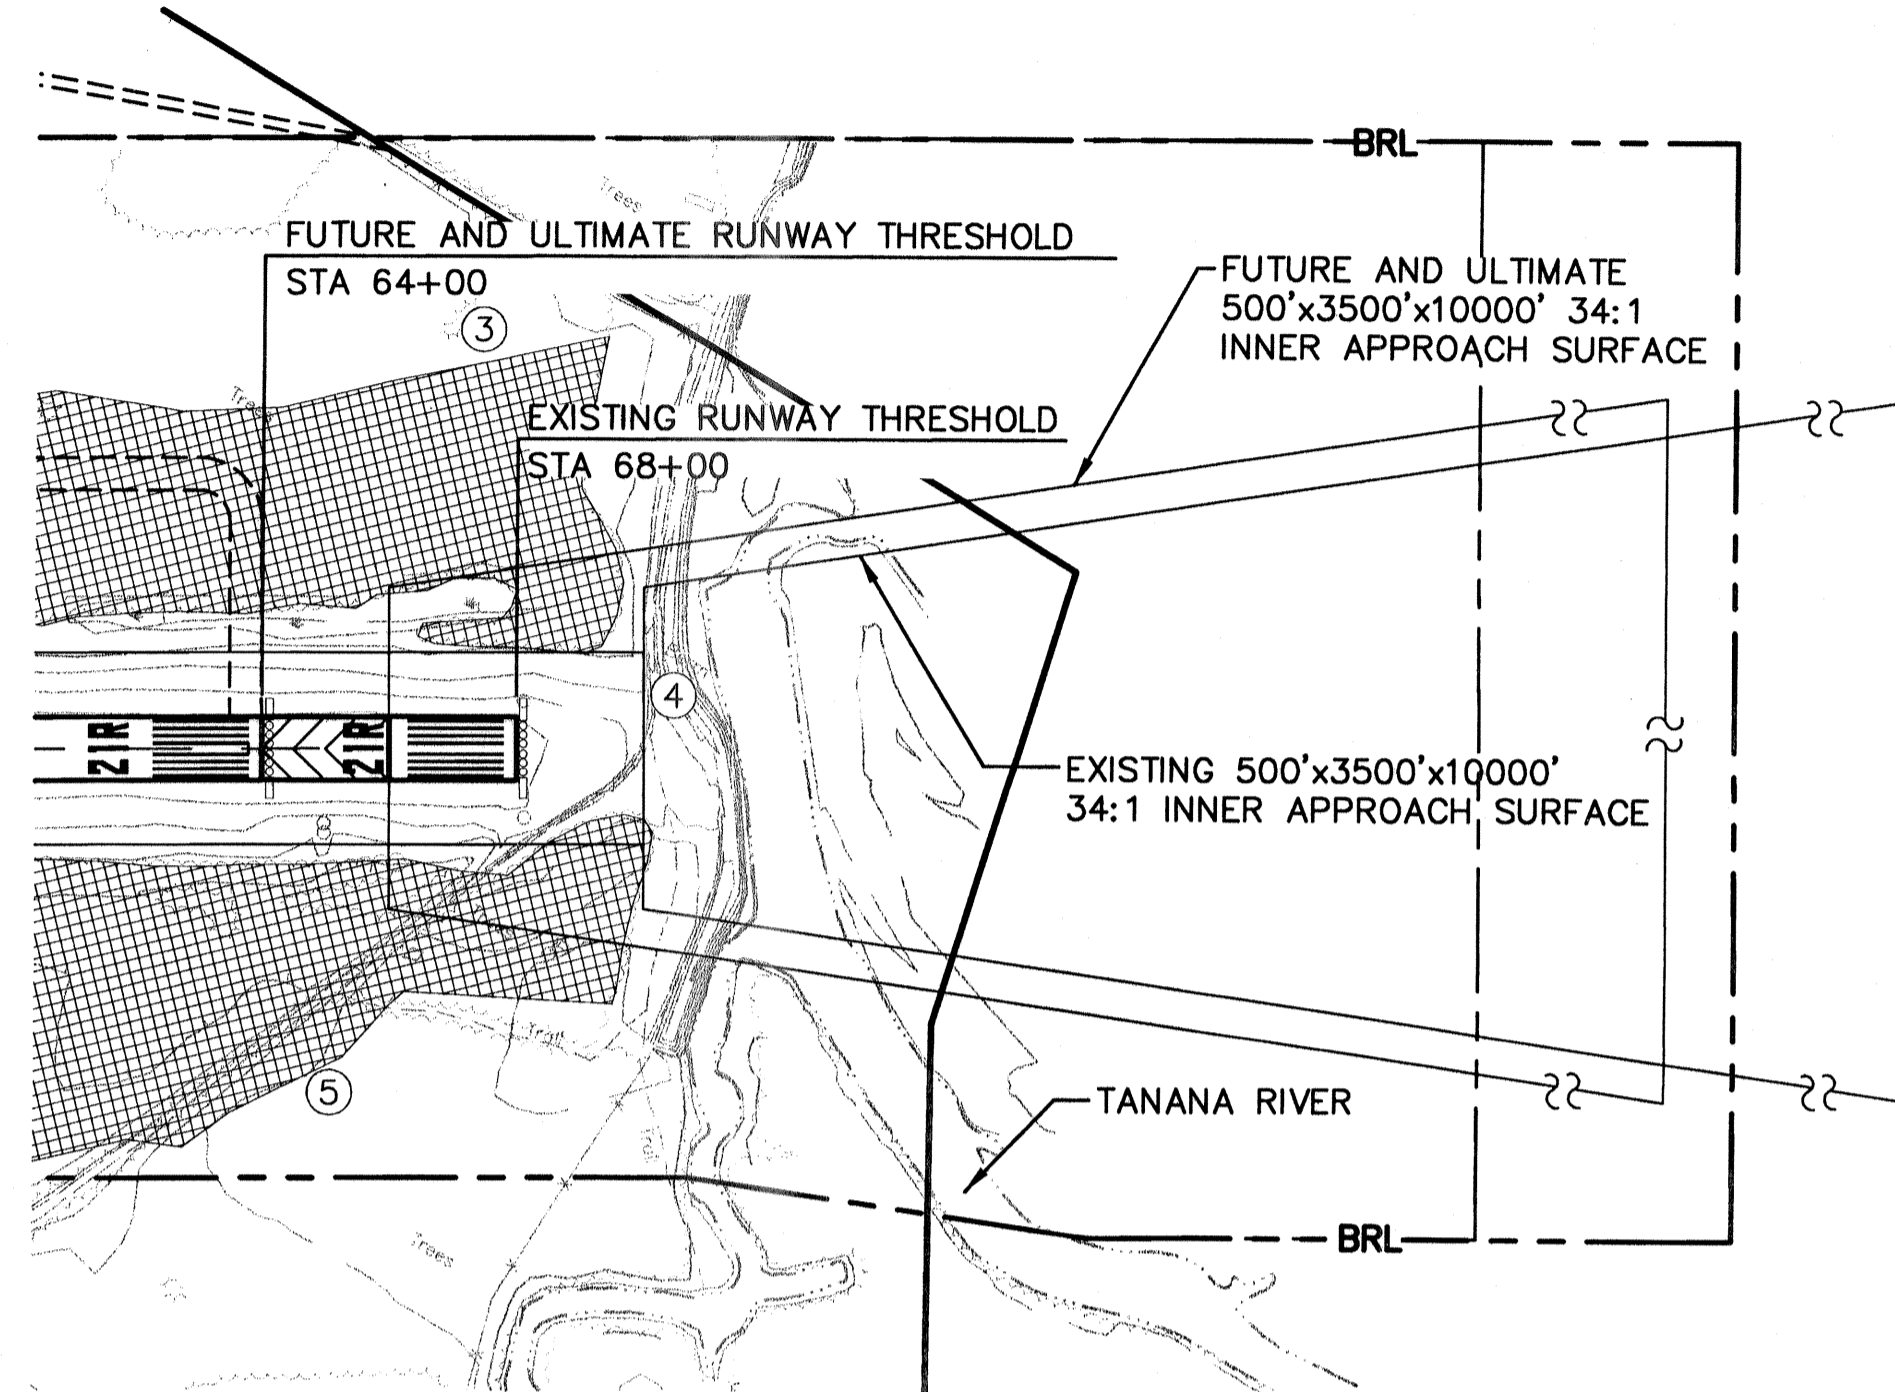 BRL
Trees
FUTURE AND ULTIMATE RUNWAY THRESHOLD
STA 64+00
FUTURE AND ULTIMATE
500'x3500'x10000' 34:1
INNER APPROACH SURFACE
3
EXISTING RUNWAY THRESHOLD
STA 68+00
4
21R
21R
EXISTING 500'x3500'x10000'
34:1 INNER APPROACH SURFACE
5
TANANA RIVER
BRL
Trees